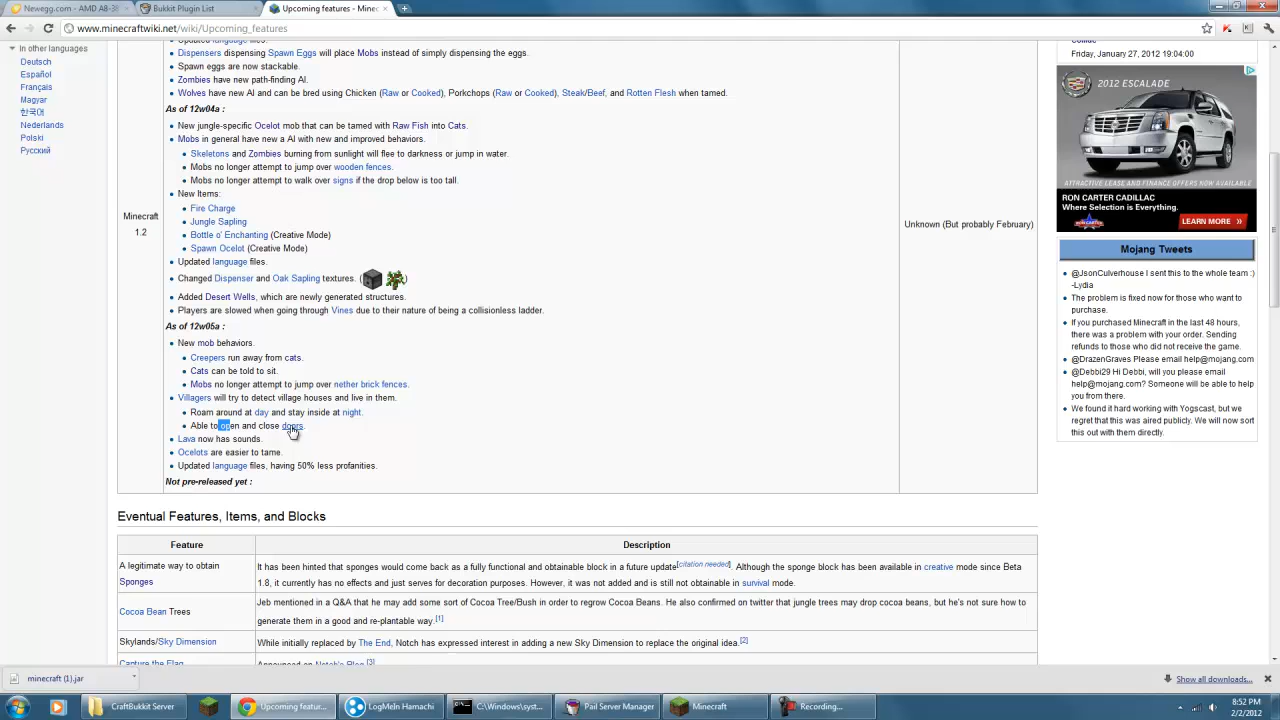 Newegg.com - AMD A8-38
Bukkit Plugin List
Upcoming features - Minec
www.minecraftwiki.net/wiki/Upcoming_features
In other languages
Deutsch
Español
Français
Magyar
한국어
Nederlands
Polski
Русский
Updated language files.
Dispensers dispensing Spawn Eggs will place Mobs instead of simply dispensing the eggs.
Spawn eggs are now stackable.
Zombies have new path-finding AI.
Wolves have new AI and can be bred using Chicken (Raw or Cooked), Porkchops (Raw or Cooked), Steak/Beef, and Rotten Flesh when tamed.
As of 12w04a :
New jungle-specific Ocelot mob that can be tamed with Raw Fish into Cats.
Mobs in general have new a AI with new and improved behaviors.
Skeletons and Zombies burning from sunlight will flee to darkness or jump in water.
Mobs no longer attempt to jump over wooden fences.
Mobs no longer attempt to walk over signs if the drop below is too tall.
New Items:
Fire Charge
Jungle Sapling
Bottle o' Enchanting (Creative Mode)
Spawn Ocelot (Creative Mode)
Updated language files.
Changed Dispenser and Oak Sapling textures. ( )
Added Desert Wells, which are newly generated structures.
Players are slowed when going through Vines due to their nature of being a collisionless ladder.
As of 12w05a :
New mob behaviors.
Creepers run away from cats.
Cats can be told to sit.
Mobs no longer attempt to jump over nether brick fences.
Villagers will try to detect village houses and live in them.
Roam around at day and stay inside at night.
Able to open and close doors.
Lava now has sounds.
Ocelots are easier to tame.
Updated language files, having 50% less profanities.
Not pre-released yet :
Minecraft
1.2
Unknown (But probably February)
Eventual Features, Items, and Blocks
Feature
Description
A legitimate way to obtain
Sponges
It has been hinted that sponges would come back as a fully functional and obtainable block in a future update[citation needed]. Although the sponge block has been available in creative mode since Beta
1.8, it currently has no effects and just serves for decoration purposes. However, it was not added and is still not obtainable in survival mode.
Cocoa Bean Trees
Jeb mentioned in a Q&A that he may add some sort of Cocoa Tree/Bush in order to regrow Cocoa Beans. He also confirmed on twitter that jungle trees may drop cocoa beans, but he's not sure how to
generate them in a good and re-plantable way.[1]
Skylands/Sky Dimension
While initially replaced by The End, Notch has expressed interest in adding a new Sky Dimension to replace the original idea.[2]
Capture the Flag
Announced on Notch's Blog [3]
Friday, January 27, 2012 19:04:00
2012 ESCALADE
ATTRACTIVE LEASE AND FINANCE OFFERS NOW AVAILABLE
RON CARTER CADILLAC
Where Selection is Everything.
LEARN MORE »
Mojang Tweets
@JsonCulverhouse I sent this to the whole team :)
-Lydia
The problem is fixed now for those who want to
purchase.
If you purchased Minecraft in the last 48 hours,
there was a problem with your order. Sending
refunds to those who did not receive the game.
@DrazenGraves Please email help@mojang.com
@Debbi29 Hi Debbi, will you please email
help@mojang.com? Someone will be able to help
you from there.
We found it hard working with Yogscast, but we
regret that this was aired publicly. We will now sort
this out with them directly.
minecraft (1).jar
Show all downloads...
CraftBukkit Server
Upcoming featur...
LogMeIn Hamachi
C:\Windows\syst...
Pail Server Manager
Minecraft
Recording...
8:52 PM
2/2/2012